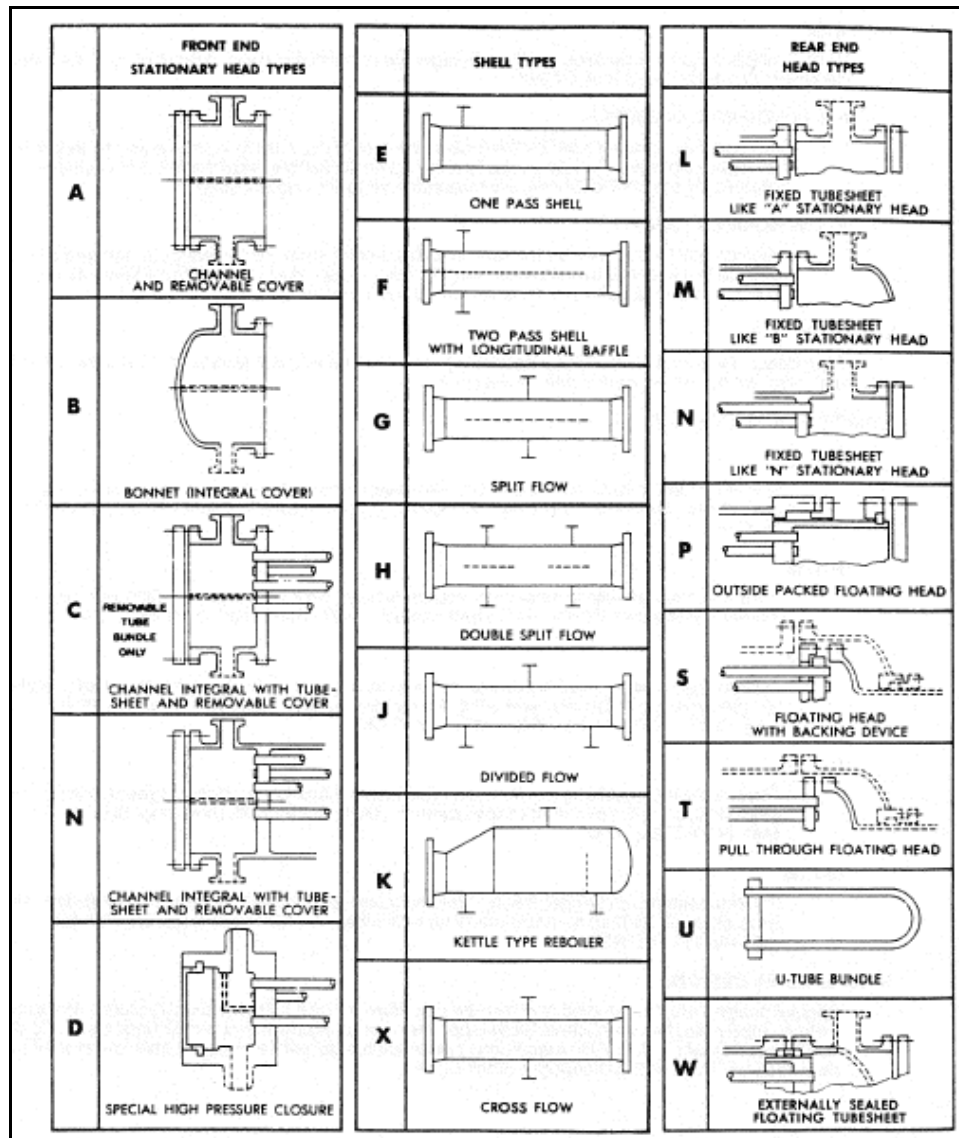 FRONT END
STATIONARY HEAD TYPES
A
CHANNEL
AND REMOVABLE COVER
B
BONNET (INTEGRAL COVER)
C
REMOVABLE
TUBE
BUNDLE
ONLY
CHANNEL INTEGRAL WITH TUBE-
SHEET AND REMOVABLE COVER
N
CHANNEL INTEGRAL WITH TUBE-
SHEET AND REMOVABLE COVER
D
SPECIAL HIGH PRESSURE CLOSURE
SHELL TYPES
E
ONE PASS SHELL
F
TWO PASS SHELL
WITH LONGITUDINAL BAFFLE
G
SPLIT FLOW
H
DOUBLE SPLIT FLOW
J
DIVIDED FLOW
K
KETTLE TYPE REBOILER
X
CROSS FLOW
REAR END
HEAD TYPES
L
FIXED TUBESHEET
LIKE "A" STATIONARY HEAD
M
FIXED TUBESHEET
LIKE "B" STATIONARY HEAD
N
FIXED TUBESHEET
LIKE "N" STATIONARY HEAD
P
OUTSIDE PACKED FLOATING HEAD
S
FLOATING HEAD
WITH BACKING DEVICE
T
PULL THROUGH FLOATING HEAD
U
U-TUBE BUNDLE
W
EXTERNALLY SEALED
FLOATING TUBESHEET